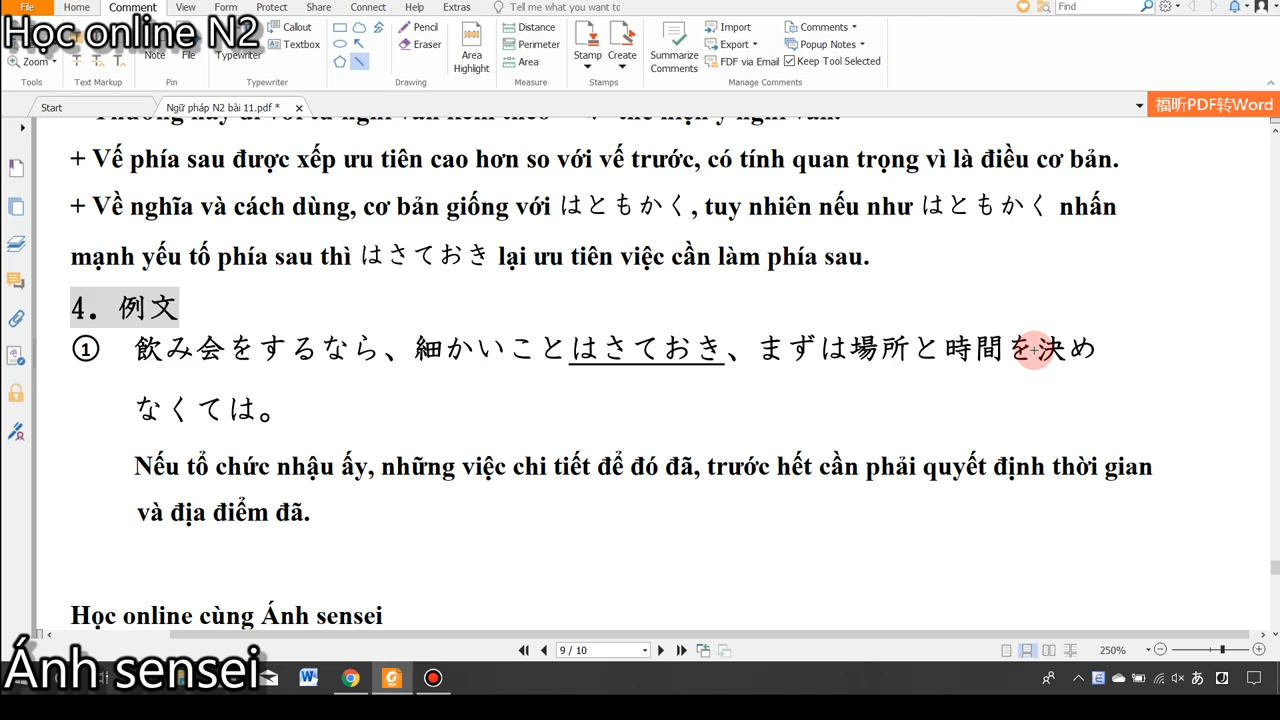 File Home Comment View Form Protect Share Connect Help Extras Tell me what you want to Find
Học online N2
Callout Pencil Distance Import Comments
Textbox Eraser Perimeter Export Popup Notes
Zoom Typewriter Note File Typewriter Area Highlight Area Stamp Create Summarize Comments FDF via Email Keep Tool Selected
Tools Text Markup Typewriter Drawing Measure Stamps Manage Comments
Start Ngữ pháp N2 bài 11.pdf * 福昕PDF转Word
+ Vế phía sau được xếp ưu tiên cao hơn so với vế trước, có tính quan trọng vì là điều cơ bản.
+ Về nghĩa và cách dùng, cơ bản giống với はともかく, tuy nhiên nếu như はともかく nhấn
mạnh yếu tố phía sau thì はさておき lại ưu tiên việc cần làm phía sau.
4. 例文
① 飲み会をするなら、細かいことはさておき、まずは場所と時間を決め
なくては。
Nếu tổ chức nhậu ấy, những việc chi tiết để đó đã, trước hết cần phải quyết định thời gian
và địa điểm đã.
Học online cùng Ánh sensei
9 / 10 250%
Ánh sensei
あ